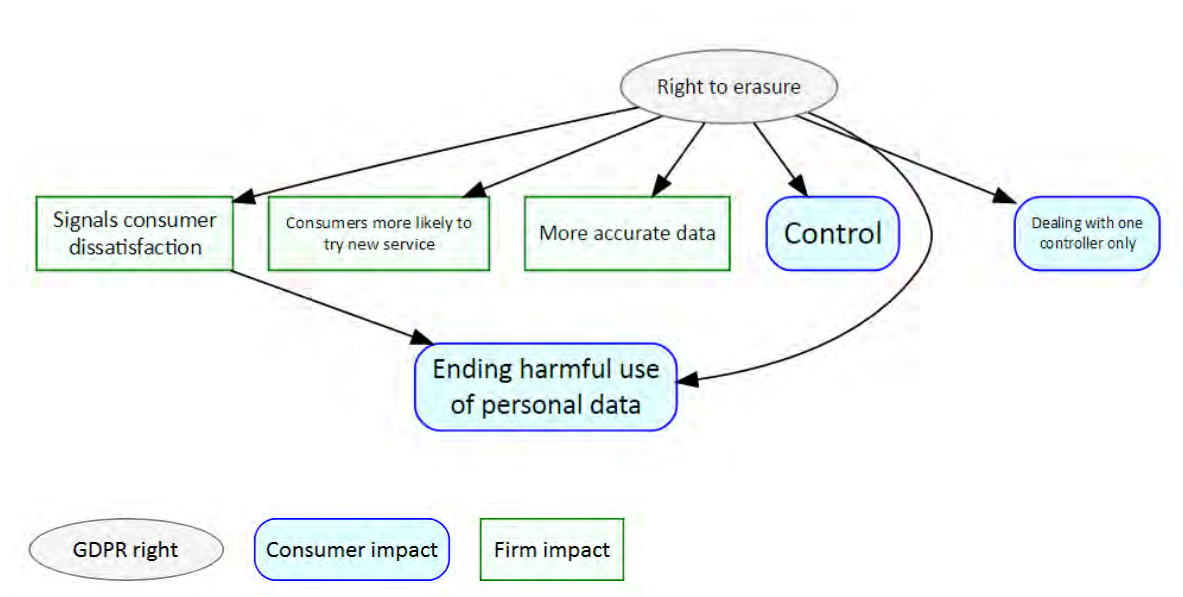 Right to erasure
Signals consumer
dissatisfaction
Consumers more likely to
try new service
More accurate data
Control
Dealing with one
controller only
Ending harmful use
of personal data
GDPR right
Consumer impact
Firm impact